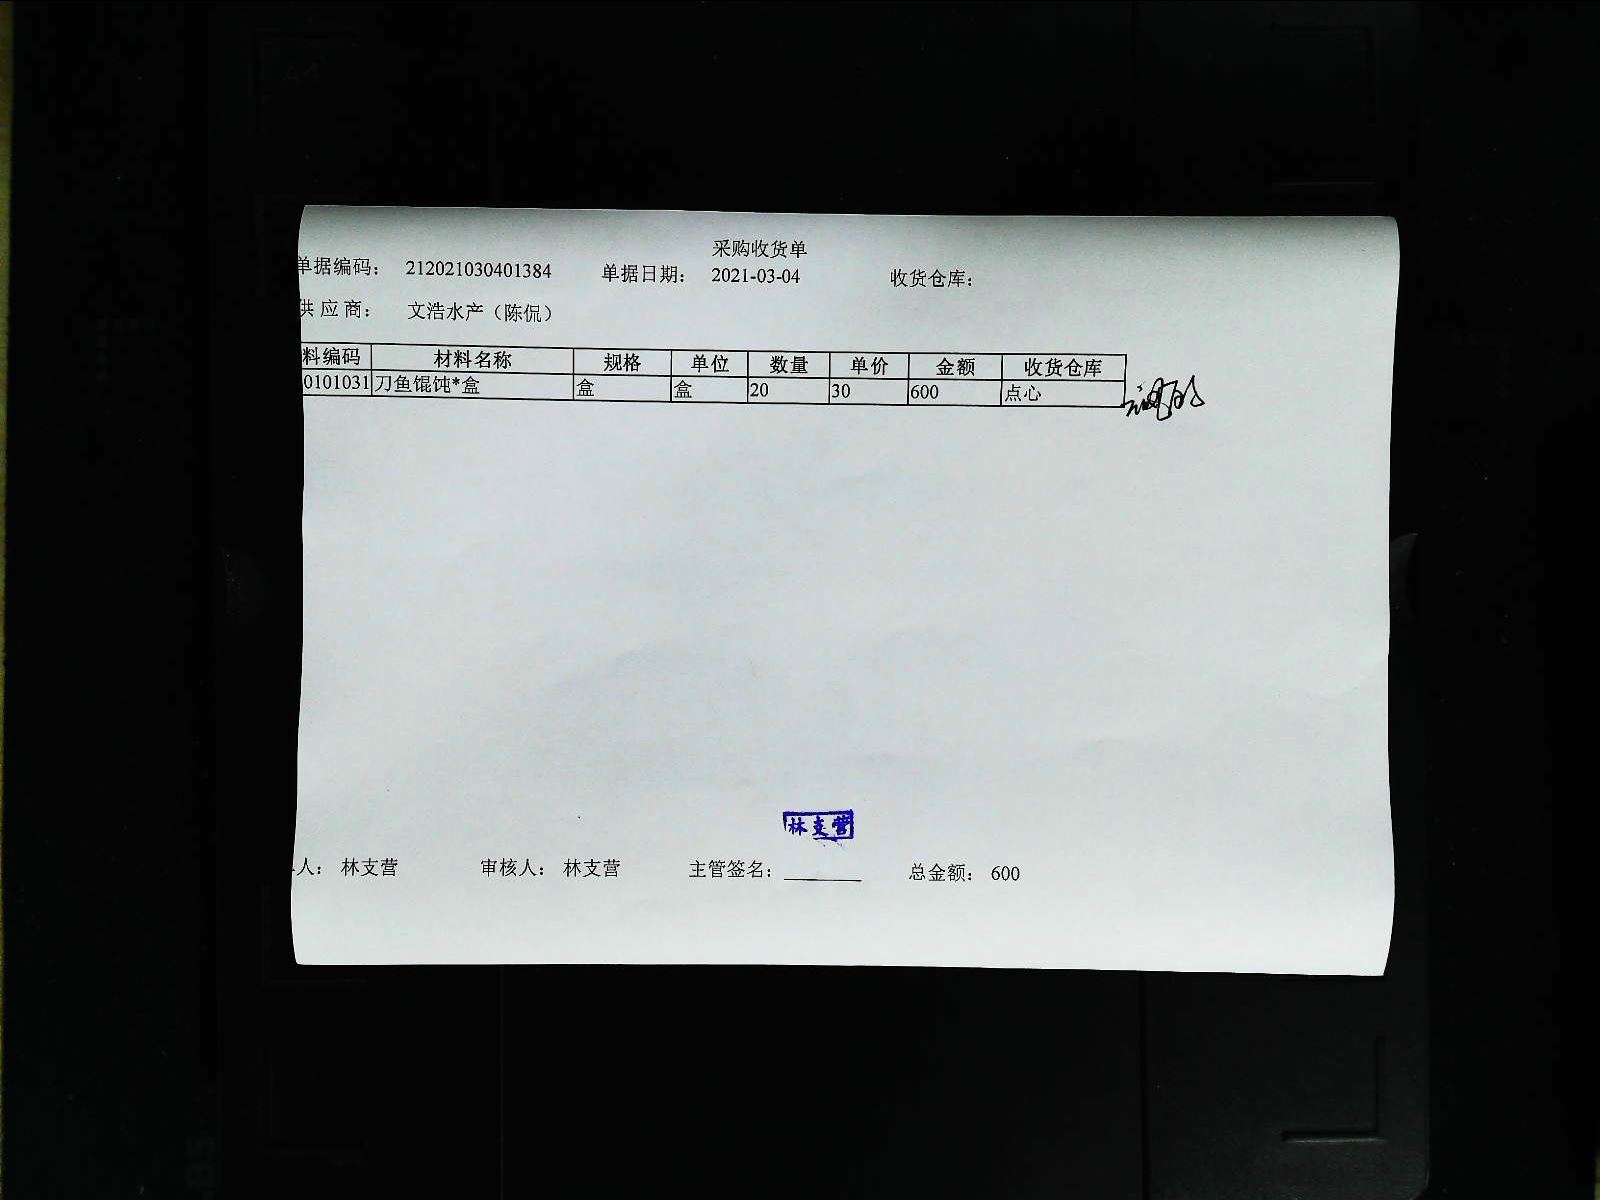 采购收货单
单据编码： 212021030401384 单据日期： 2021-03-04 收货仓库：
供应商： 文浩水产（陈侃）
料编码 材料名称 规格 单位 数量 单价 金额 收货仓库
0101031 刀鱼馄饨*盒 盒 盒 20 30 600 点心
林支营
人： 林支营 审核人： 林支营 主管签名： 总金额： 600